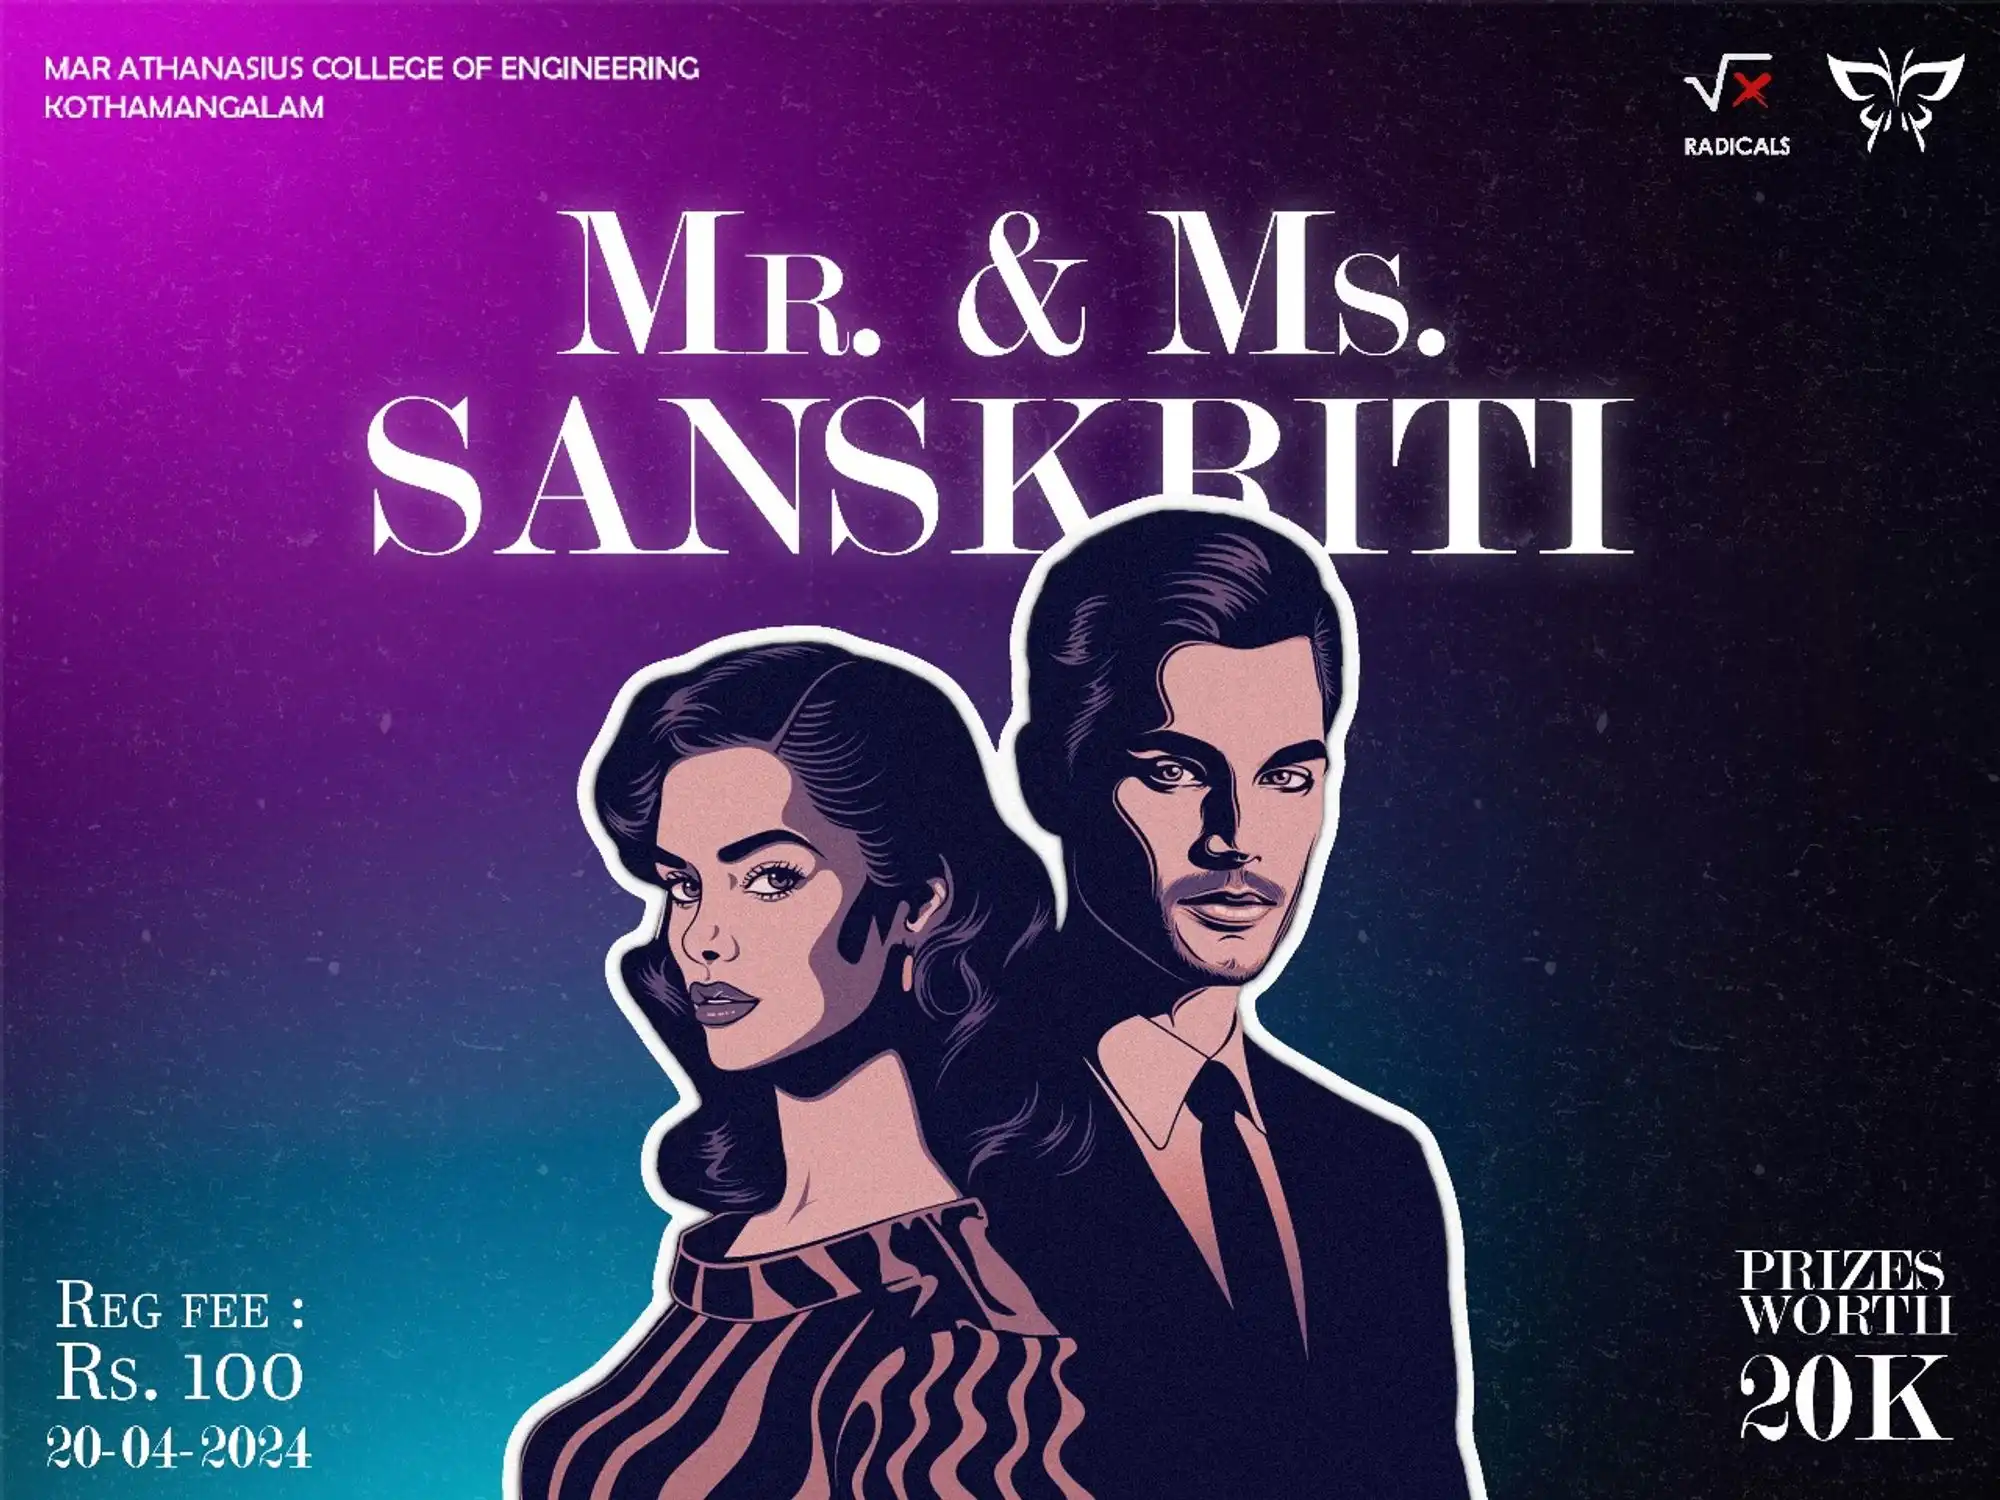 MAR ATHANASIUS COLLEGE OF ENGINEERING
KOTHAMANGALAM
√x
RADICALS
MR. & MS.
SANSKRITI
REG FEE :
RS. 100
20-04-2024
PRIZES
WORTH
20K